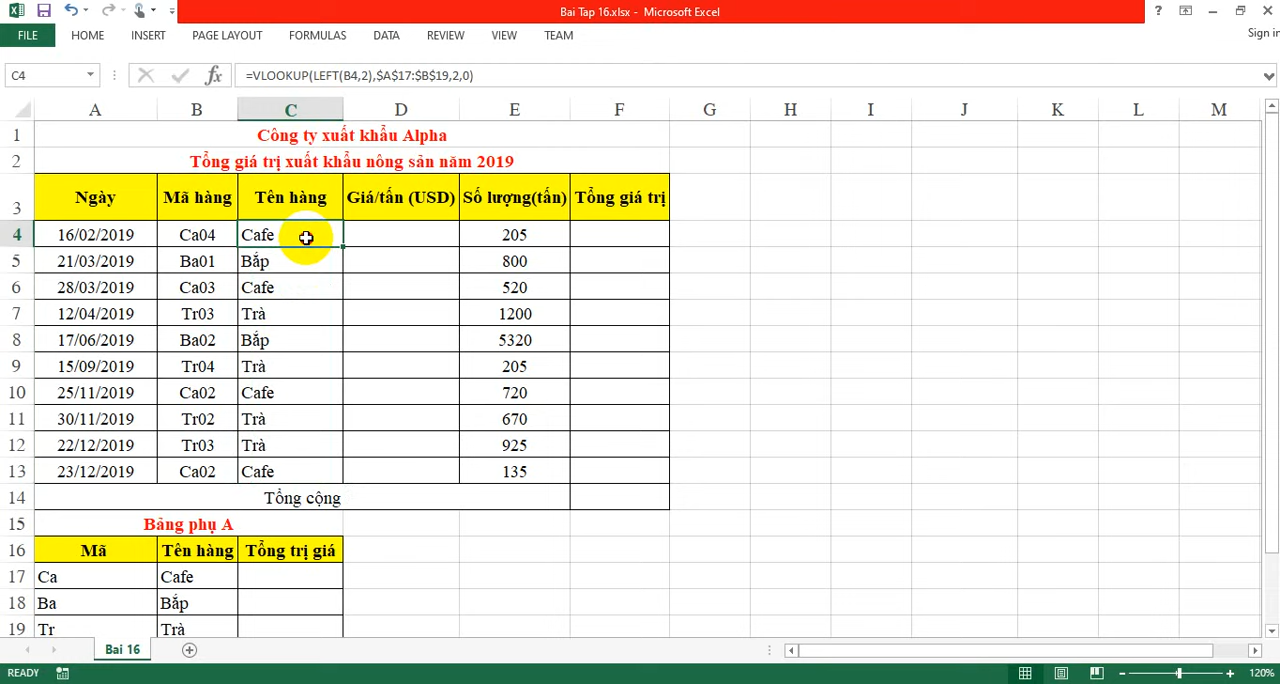 Bai Tap 16.xlsx - Microsoft Excel
?
FILE HOME INSERT PAGE LAYOUT FORMULAS DATA REVIEW VIEW TEAM Sign in
C4 fx =VLOOKUP(LEFT(B4,2),$A$17:$B$19,2,0)
A B C D E F G H I J K L M
1 Công ty xuất khẩu Alpha
2 Tổng giá trị xuất khẩu nông sản năm 2019
3 Ngày Mã hàng Tên hàng Giá/tấn (USD) Số lượng(tấn) Tổng giá trị
4 16/02/2019 Ca04 Cafe 205
5 21/03/2019 Ba01 Bắp 800
6 28/03/2019 Ca03 Cafe 520
7 12/04/2019 Tr03 Trà 1200
8 17/06/2019 Ba02 Bắp 5320
9 15/09/2019 Tr04 Trà 205
10 25/11/2019 Ca02 Cafe 720
11 30/11/2019 Tr02 Trà 670
12 22/12/2019 Tr03 Trà 925
13 23/12/2019 Ca02 Cafe 135
14 Tổng cộng
15 Bảng phụ A
16 Mã Tên hàng Tổng trị giá
17 Ca Cafe
18 Ba Bắp
19 Tr Trà
Bai 16
READY 120%